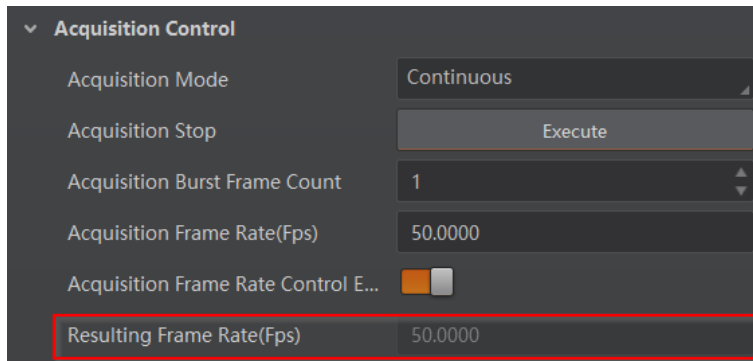 Acquisition Control
Acquisition Mode Continuous
Acquisition Stop Execute
Acquisition Burst Frame Count 1
Acquisition Frame Rate(Fps) 50.0000
Acquisition Frame Rate Control E...
Resulting Frame Rate(Fps) 50.0000